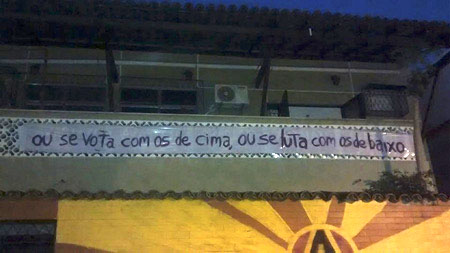 ou se vota com os de cima, ou se luta com os de baixo
A